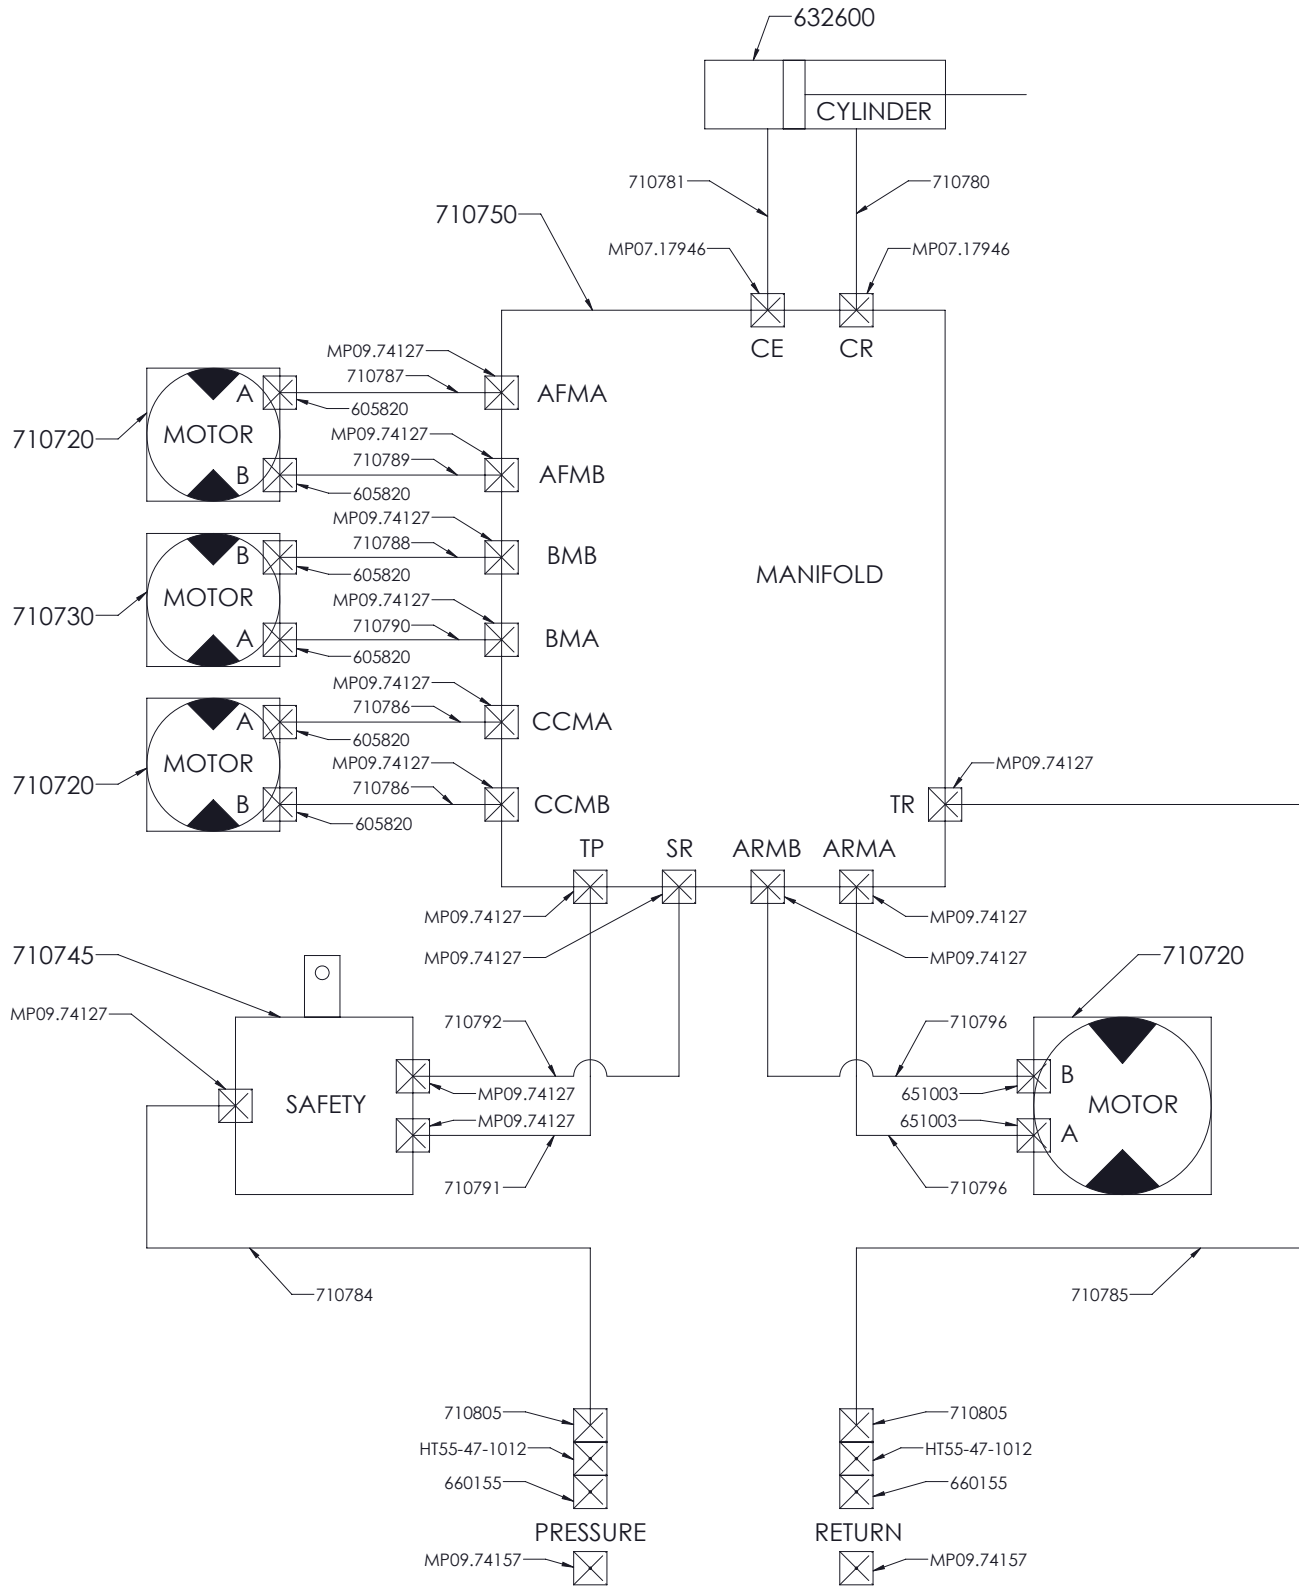 632600
CYLINDER
710781
710780
710750
MP07.17946
MP07.17946
CE
CR
MP09.74127
710787
AFMA
A
605820
710720
MOTOR
MP09.74127
710789
AFMB
B
605820
MP09.74127
710788
BMB
B
605820
MANIFOLD
710730
MOTOR
MP09.74127
710790
BMA
A
605820
MP09.74127
710786
CCMA
A
605820
710720
MOTOR
MP09.74127
710786
CCMB
B
605820
MP09.74127
TR
TP
SR
ARMB
ARMA
MP09.74127
MP09.74127
MP09.74127
MP09.74127
710745
710720
MP09.74127
710792
710796
B
651003
MP09.74127
SAFETY
MOTOR
651003
MP09.74127
A
710791
710796
710784
710785
710805
710805
HT55-47-1012
HT55-47-1012
660155
660155
PRESSURE
RETURN
MP09.74157
MP09.74157